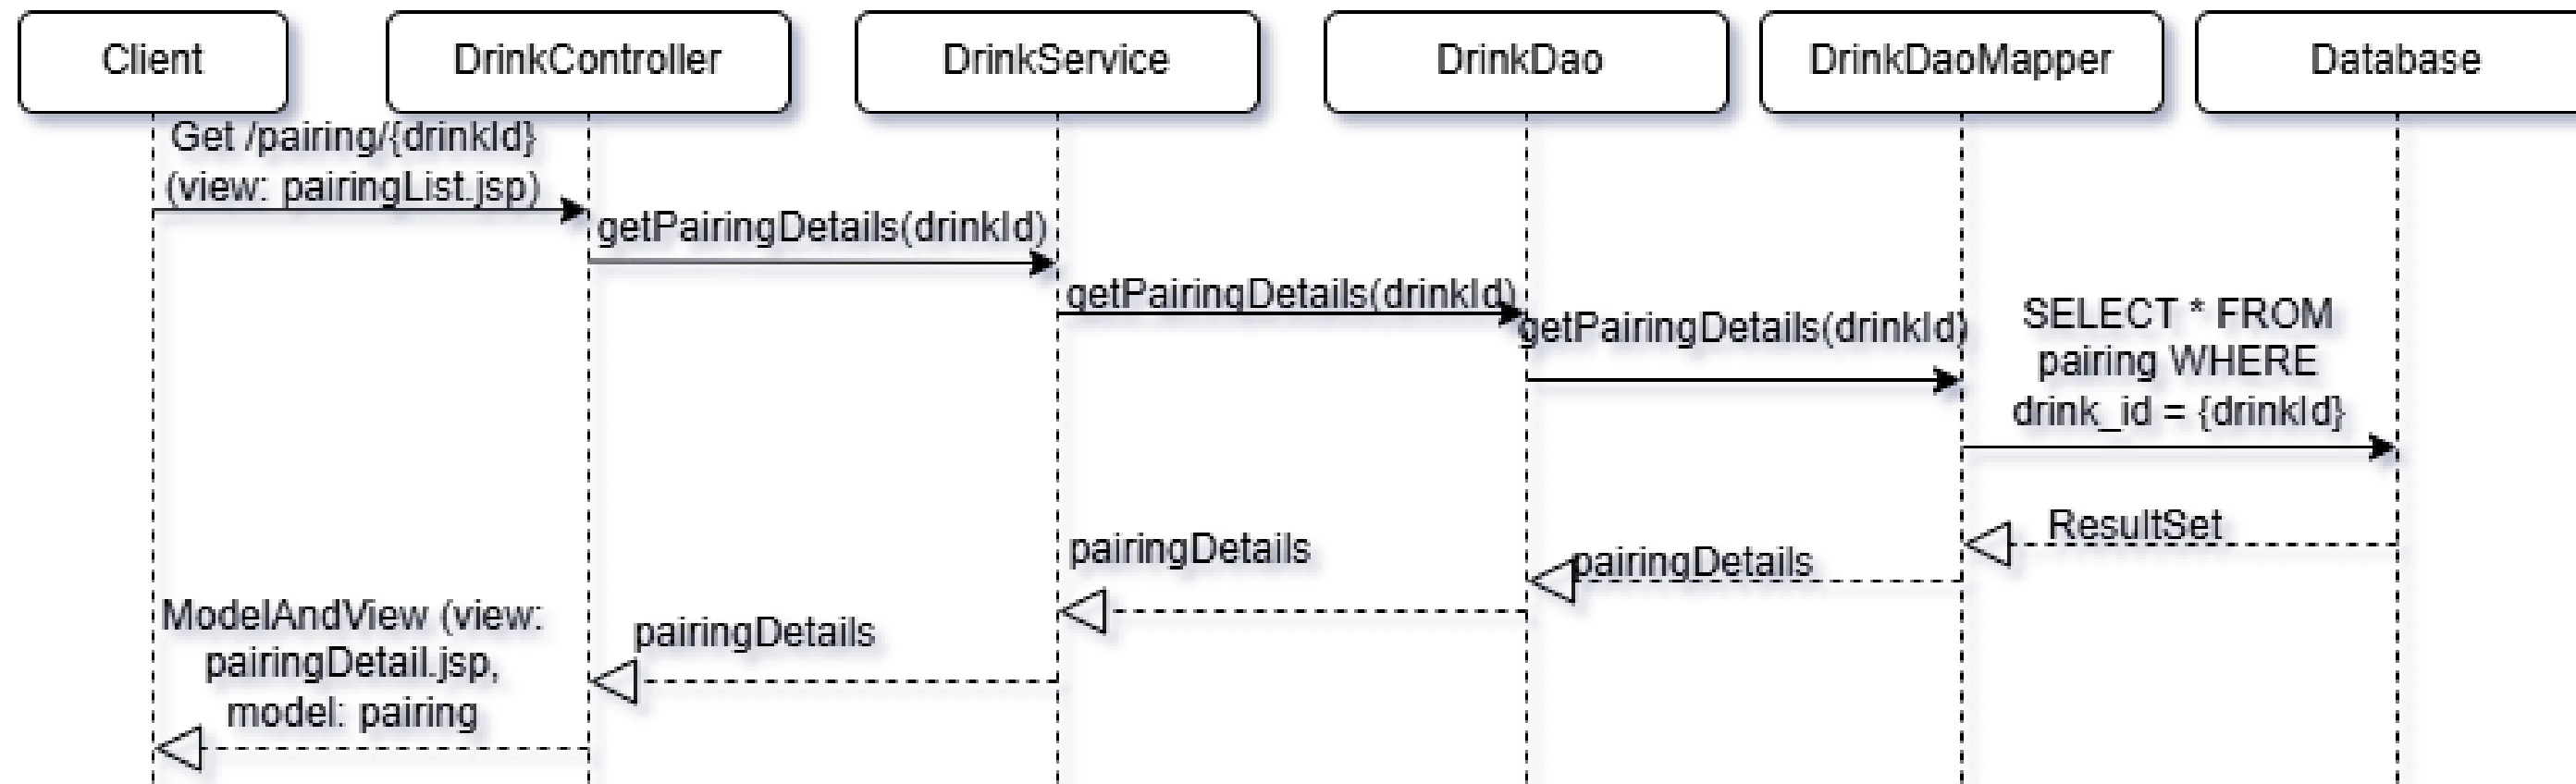 Client
DrinkController
DrinkService
DrinkDao
DrinkDaoMapper
Database
Get /pairing/{drinkId}
(view: pairingList.jsp)
getPairingDetails(drinkId)
getPairingDetails(drinkId)
getPairingDetails(drinkId)
SELECT * FROM
pairing WHERE
drink_id = {drinkId}
ResultSet
pairingDetails
pairingDetails
pairingDetails
ModelAndView (view:
pairingDetail.jsp,
model: pairing